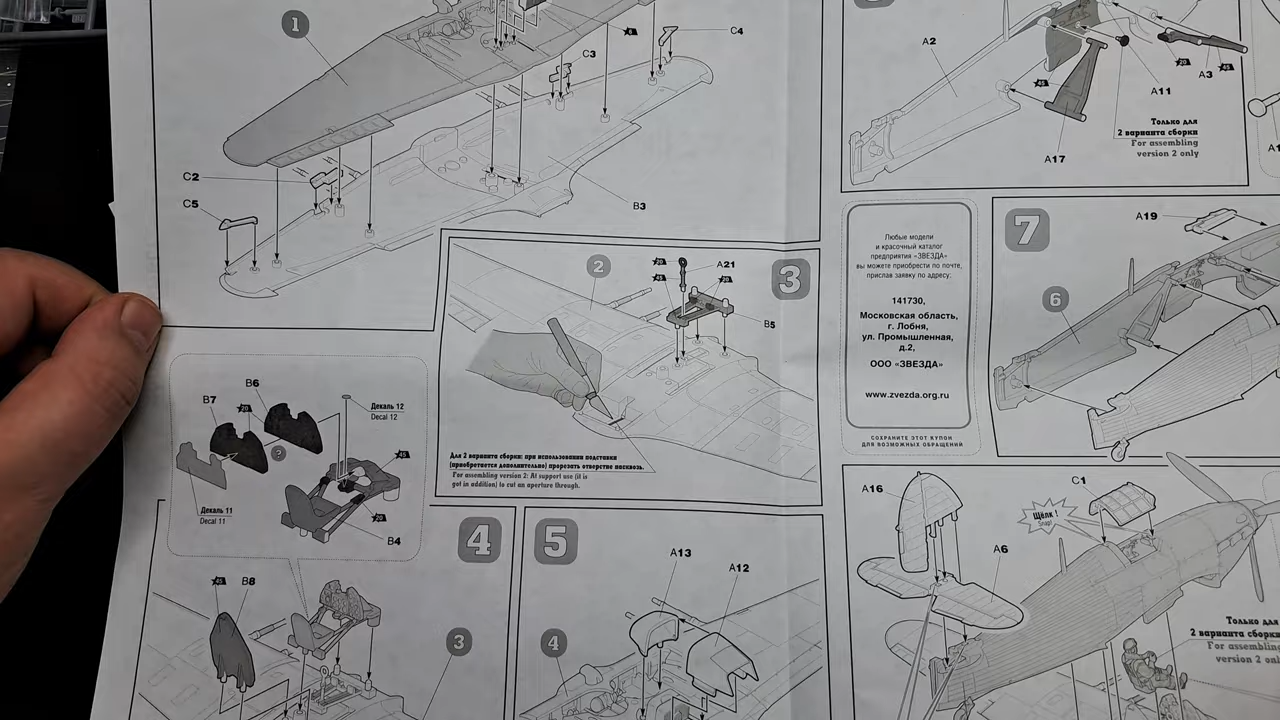 1
C3
C4
C2
C5
B3
A2
A3
A11
A17
Только для
2 варианта сборки
For assembling
version 2 only
2
A21
3
B5
Для 2 варианта сборки: при использовании подставки
(приобретается дополнительно) прорезать отверстие насквозь.
For assembling version 2: At support use (it is
got in addition) to cut an aperture through.
Любые модели
и красочный каталог
предприятия «ЗВЕЗДА»
вы можете приобрести по почте,
прислав заявку по адресу:
141730,
Московская область,
г. Лобня,
ул. Промышленная,
д.2,
ООО «ЗВЕЗДА»
www.zvezda.org.ru
СОХРАНИТЕ ЭТОТ КУПОН
ДЛЯ ВОЗМОЖНЫХ ОБРАЩЕНИЙ
7
A19
6
B6
B7
?
Декаль 12
Decal 12
Декаль 11
Decal 11
B4
4
B8
3
5
A13
A12
4
A16
C1
Щёлк !
Snap!
A6
Только для
2 варианта сборки
For assembling
version 2 only